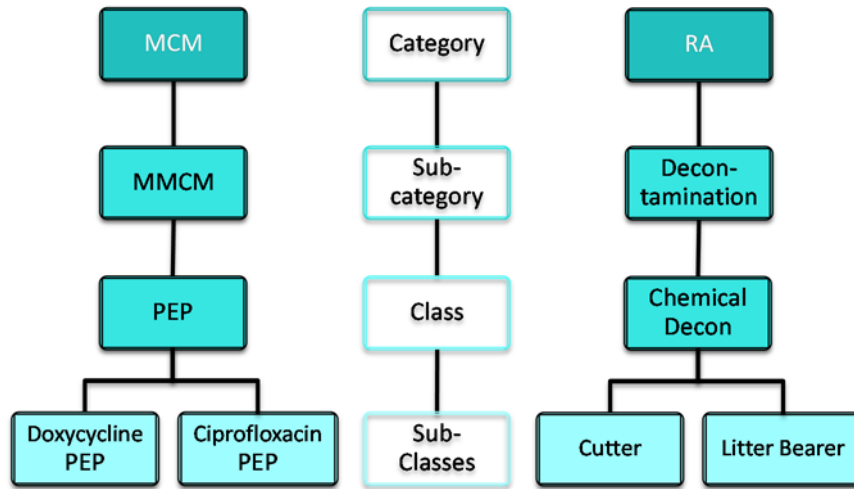 MCM
Category
RA
MMCM
Sub-
category
Decon-
tamination
PEP
Class
Chemical
Decon
Doxycycline
PEP
Ciprofloxacin
PEP
Sub-
Classes
Cutter
Litter Bearer